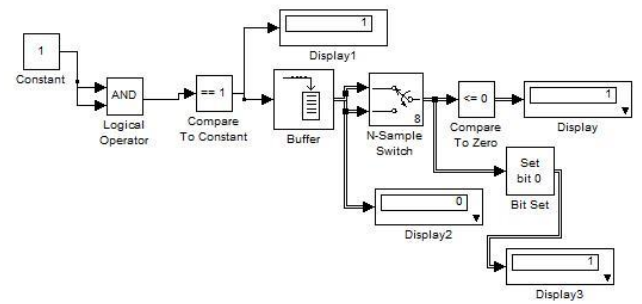 1
Display1
1
Constant
AND
Logical
Operator
== 1
Compare
To Constant
Buffer
8
N-Sample
Switch
<= 0
Compare
To Zero
1
Display
Set
bit 0
Bit Set
0
Display2
1
Display3